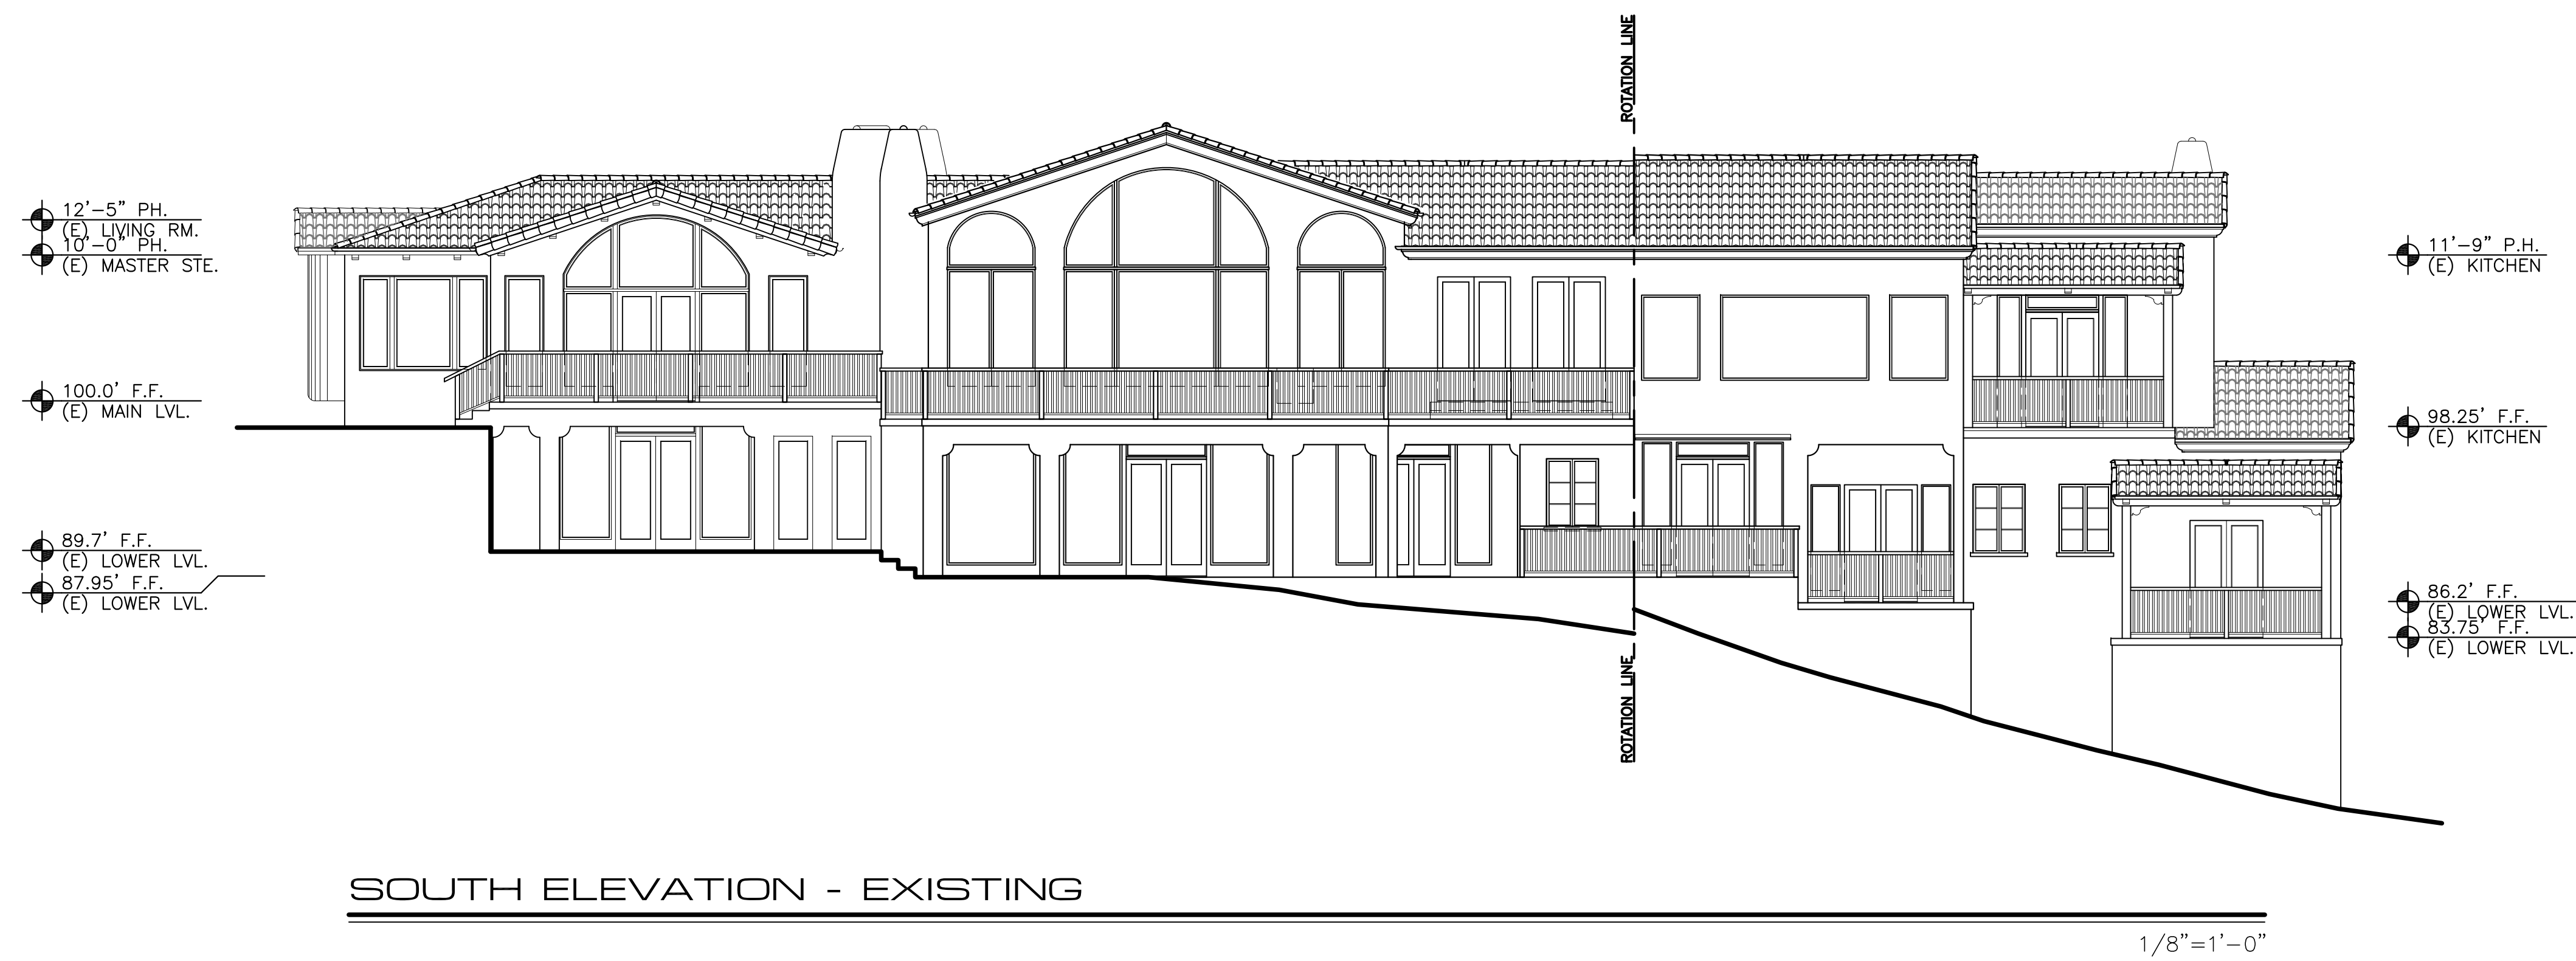 ROTATION LINE
12'-5" PH.
(E) LIVING RM.
10'-0" PH.
(E) MASTER STE.
100.0' F.F.
(E) MAIN LVL.
89.7' F.F.
(E) LOWER LVL.
87.95' F.F.
(E) LOWER LVL.
11'-9" P.H.
(E) KITCHEN
98.25' F.F.
(E) KITCHEN
86.2' F.F.
(E) LOWER LVL.
83.75' F.F.
(E) LOWER LVL.
ROTATION LINE
SOUTH ELEVATION - EXISTING
1/8"=1'-0"